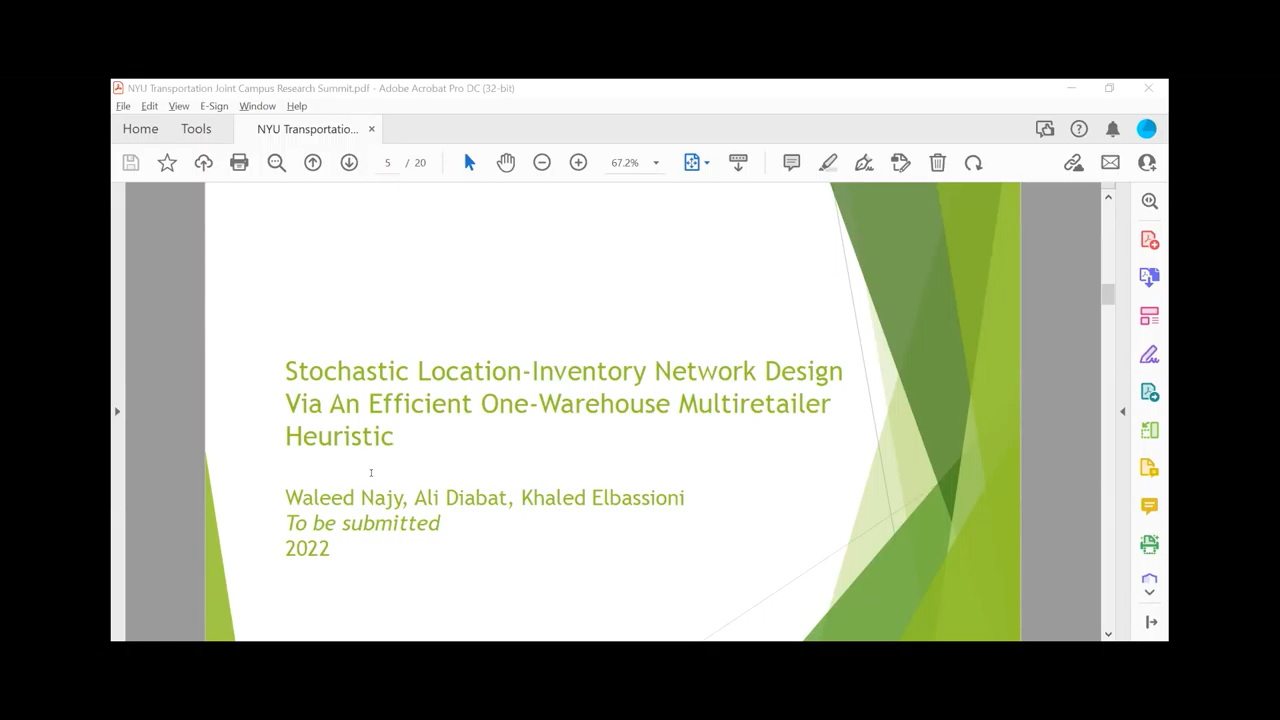 NYU Transportation Joint Campus Research Summit.pdf - Adobe Acrobat Pro DC (32-bit)
File Edit View E-Sign Window Help
Home Tools NYU Transportatio... ×
5 / 20 67.2%
Stochastic Location-Inventory Network Design
Via An Efficient One-Warehouse Multiretailer
Heuristic
Waleed Najy, Ali Diabat, Khaled Elbassioni
To be submitted
2022